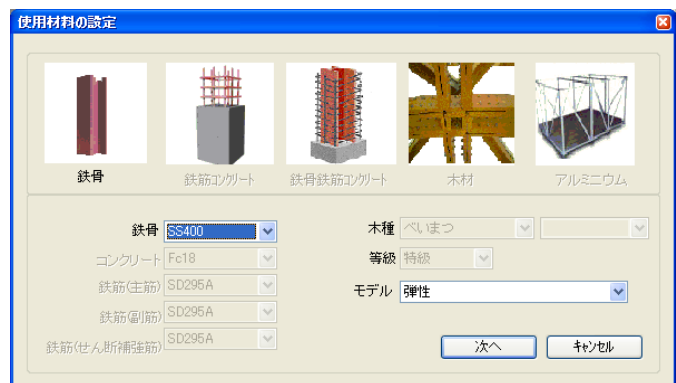 使用材料の設定
鉄骨 鉄筋コンクリート 鉄骨鉄筋コンクリート 木材 アルミニウム
鉄骨 SS400 木種 べいまつ
コンクリート Fc18 等級 特級
鉄筋(主筋) SD295A モデル 弾性
鉄筋(副筋) SD295A
鉄筋(せん断補強筋) SD295A 次へ キャンセル